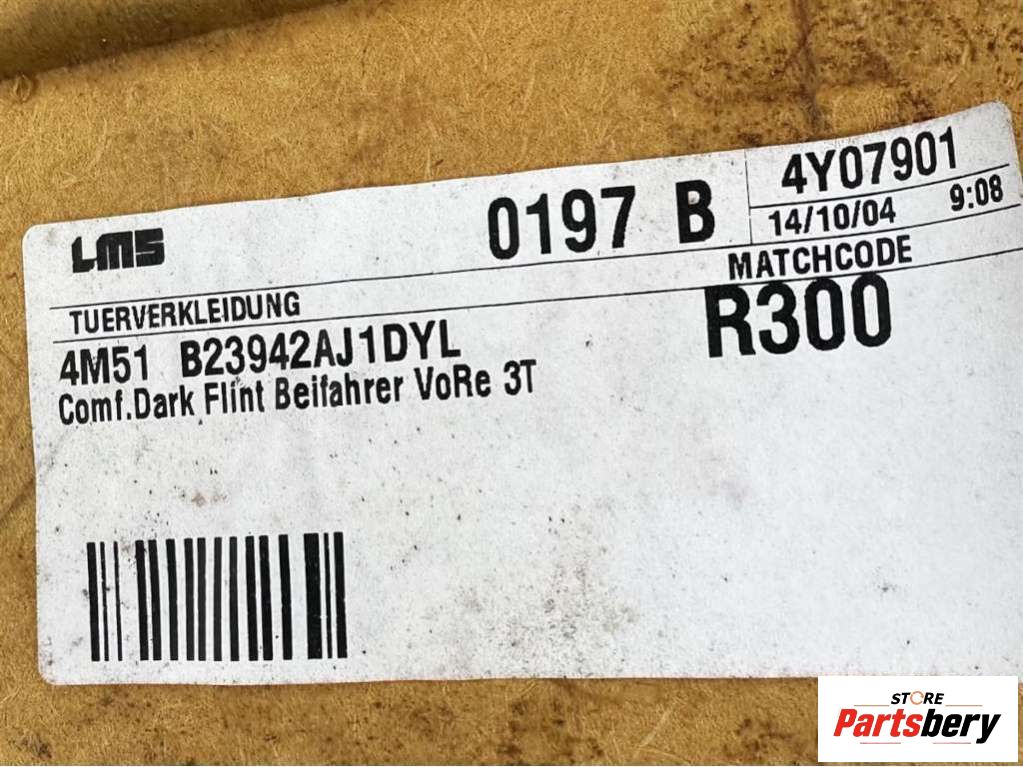 LMS
0197 B
4Y07901
14/10/04 9:08
TUERVERKLEIDUNG
MATCHCODE
4M51 B23942AJ1DYL
R300
Comf.Dark Flint Beifahrer VoRe 3T
STORE
Partsbery